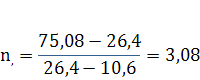 n, = 75,08 − 26,4 / 26,4 − 10,6 = 3,08